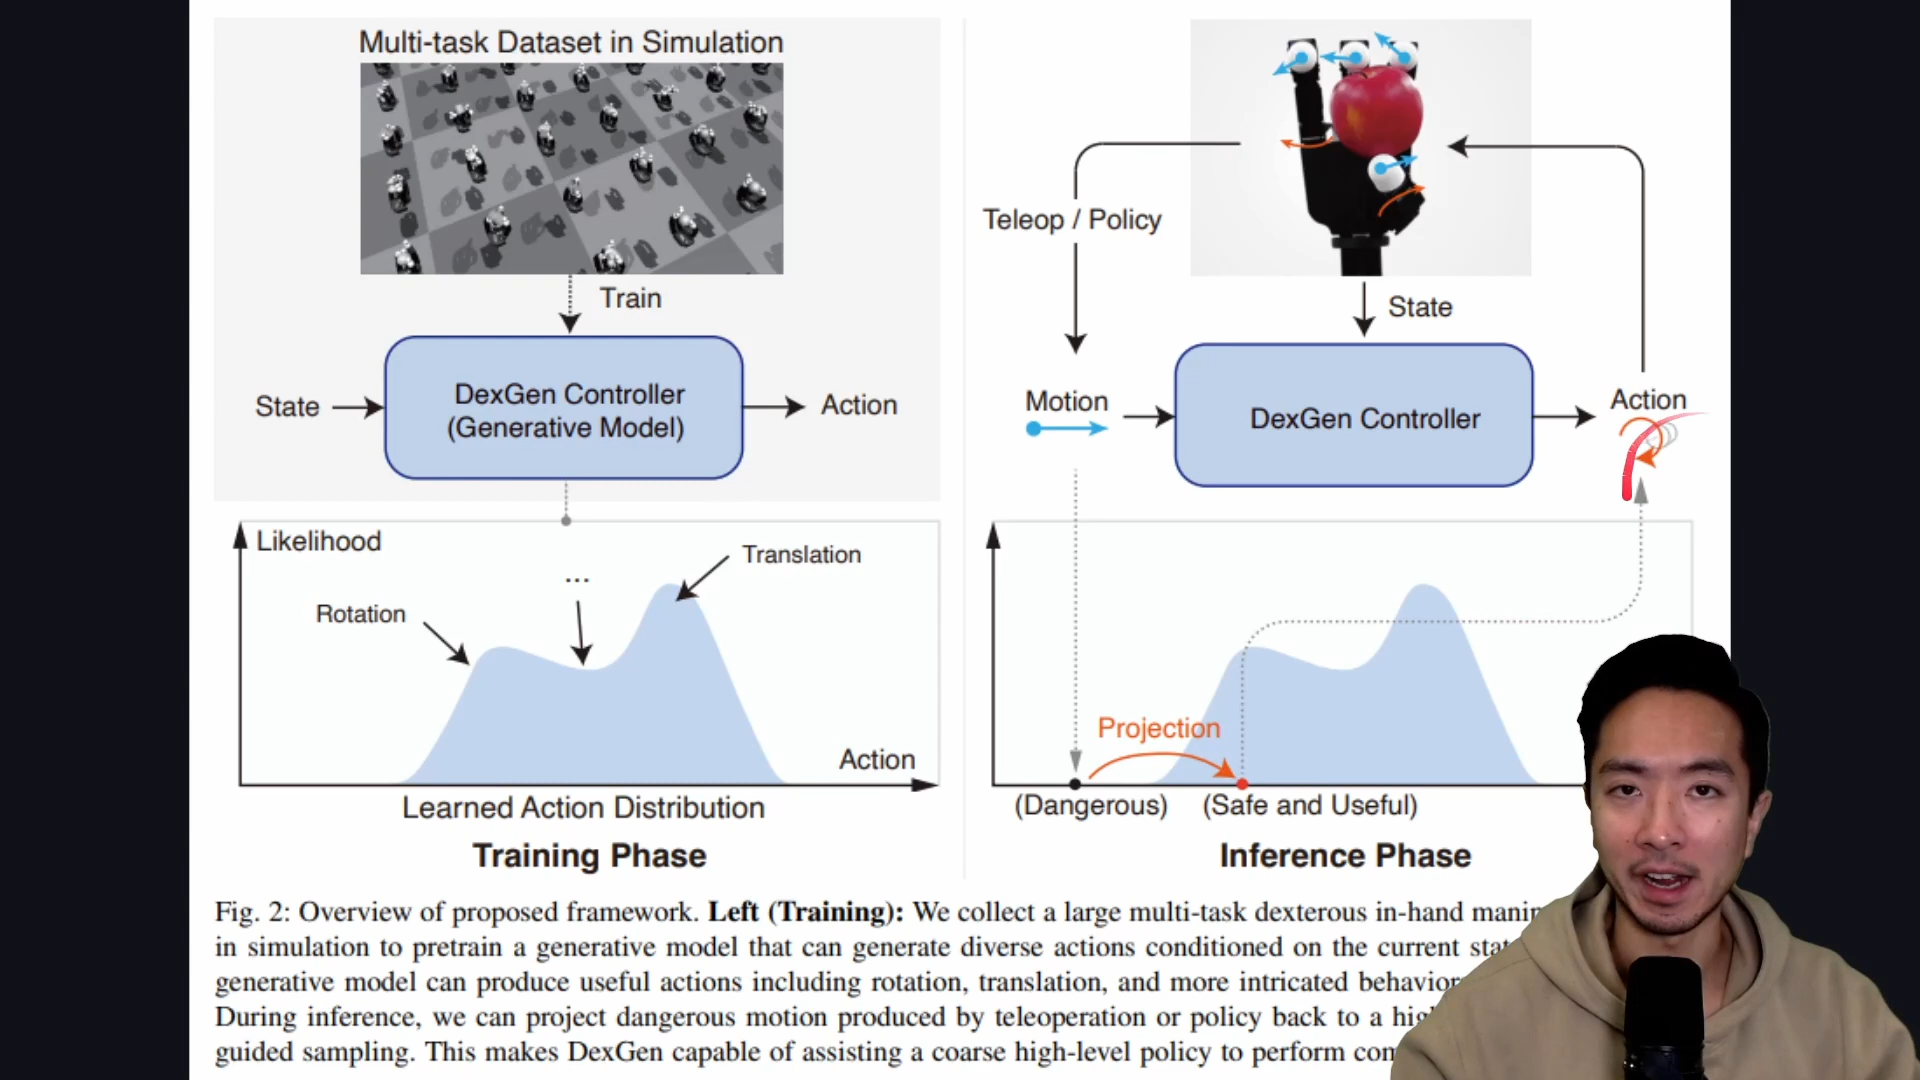 Multi-task Dataset in Simulation
Train
State
DexGen Controller
(Generative Model)
Action
Likelihood
Translation
...
Rotation
Action
Learned Action Distribution
Training Phase
Teleop / Policy
State
Motion
DexGen Controller
Action
Projection
(Dangerous)
(Safe and Useful)
Inference Phase
Fig. 2: Overview of proposed framework. Left (Training): We collect a large multi-task dexterous in-hand
in simulation to pretrain a generative model that can generate diverse actions conditioned on the current
generative model can produce useful actions including rotation, translation, and more intricated
During inference, we can project dangerous motion produced by teleoperation or policy back to a
guided sampling. This makes DexGen capable of assisting a coarse high-level policy to perform